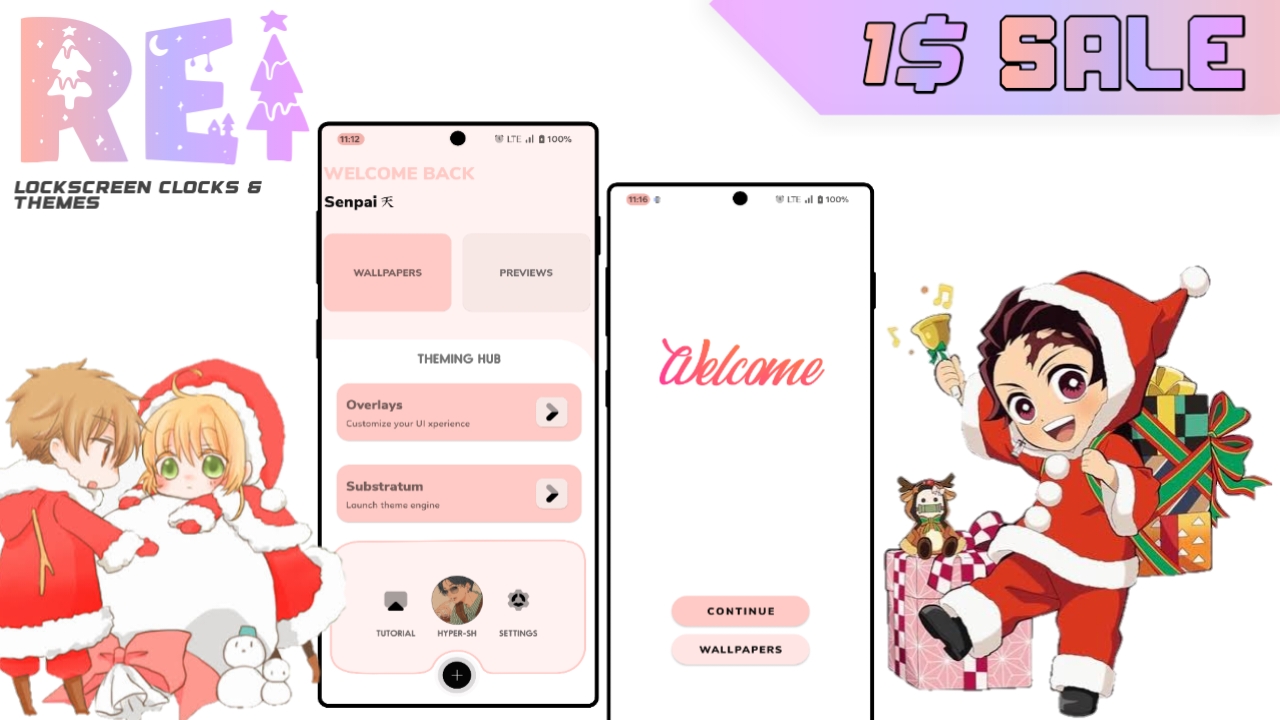 REI
LOCKSCREEN CLOCKS &
THEMES
1$ SALE
11:12
LTE
100%
WELCOME BACK
Senpai 天
WALLPAPERS
PREVIEWS
THEMING HUB
Overlays
Customize your UI xperience
Substratum
Launch theme engine
TUTORIAL
HYPER-SH
SETTINGS
11:16
LTE
100%
Welcome
CONTINUE
WALLPAPERS